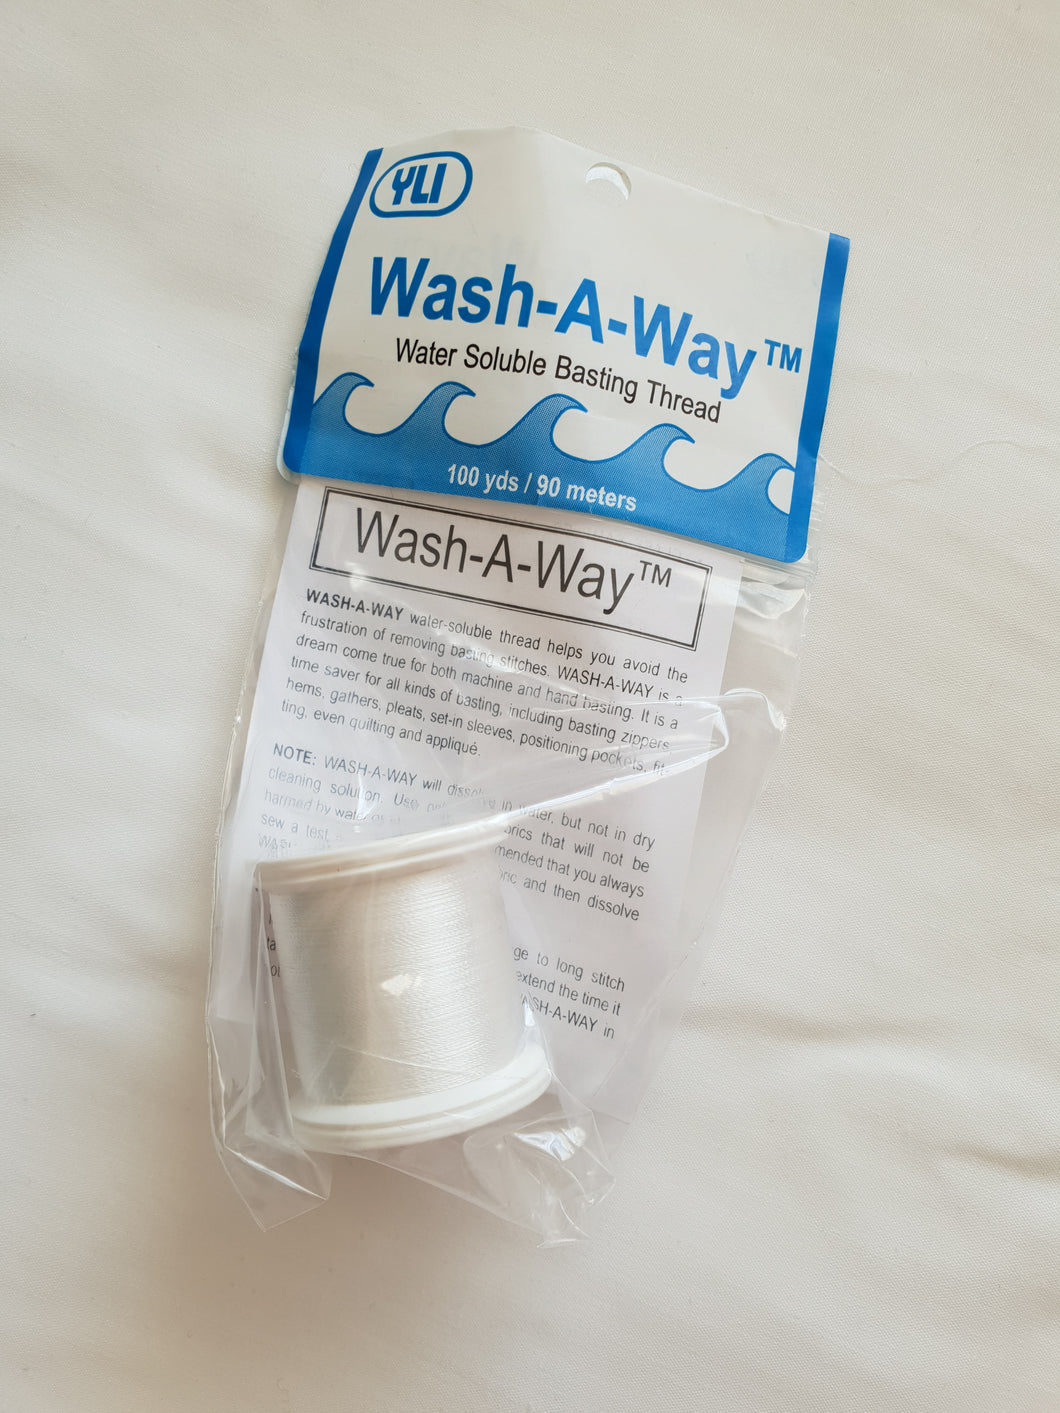 YLI
Wash-A-Way™
Water Soluble Basting Thread
100 yds / 90 meters
Wash-A-Way™
WASH-A-WAY water-soluble thread helps you avoid the
frustration of removing basting stitches. WASH-A-WAY is a
dream come true for both machine and hand basting. It is a
time saver for all kinds of basting, including basting zippers,
hems, gathers, pleats, set-in sleeves, positioning pockets, fit-
ting, even quilting and appliqué.
NOTE: WASH-A-WAY will dissolve in water, but not in dry
cleaning solution. Use that will not be
harmed by water you always
sew a test and then dissolve
to long stitch
extend the time it
WASH-A-WAY in